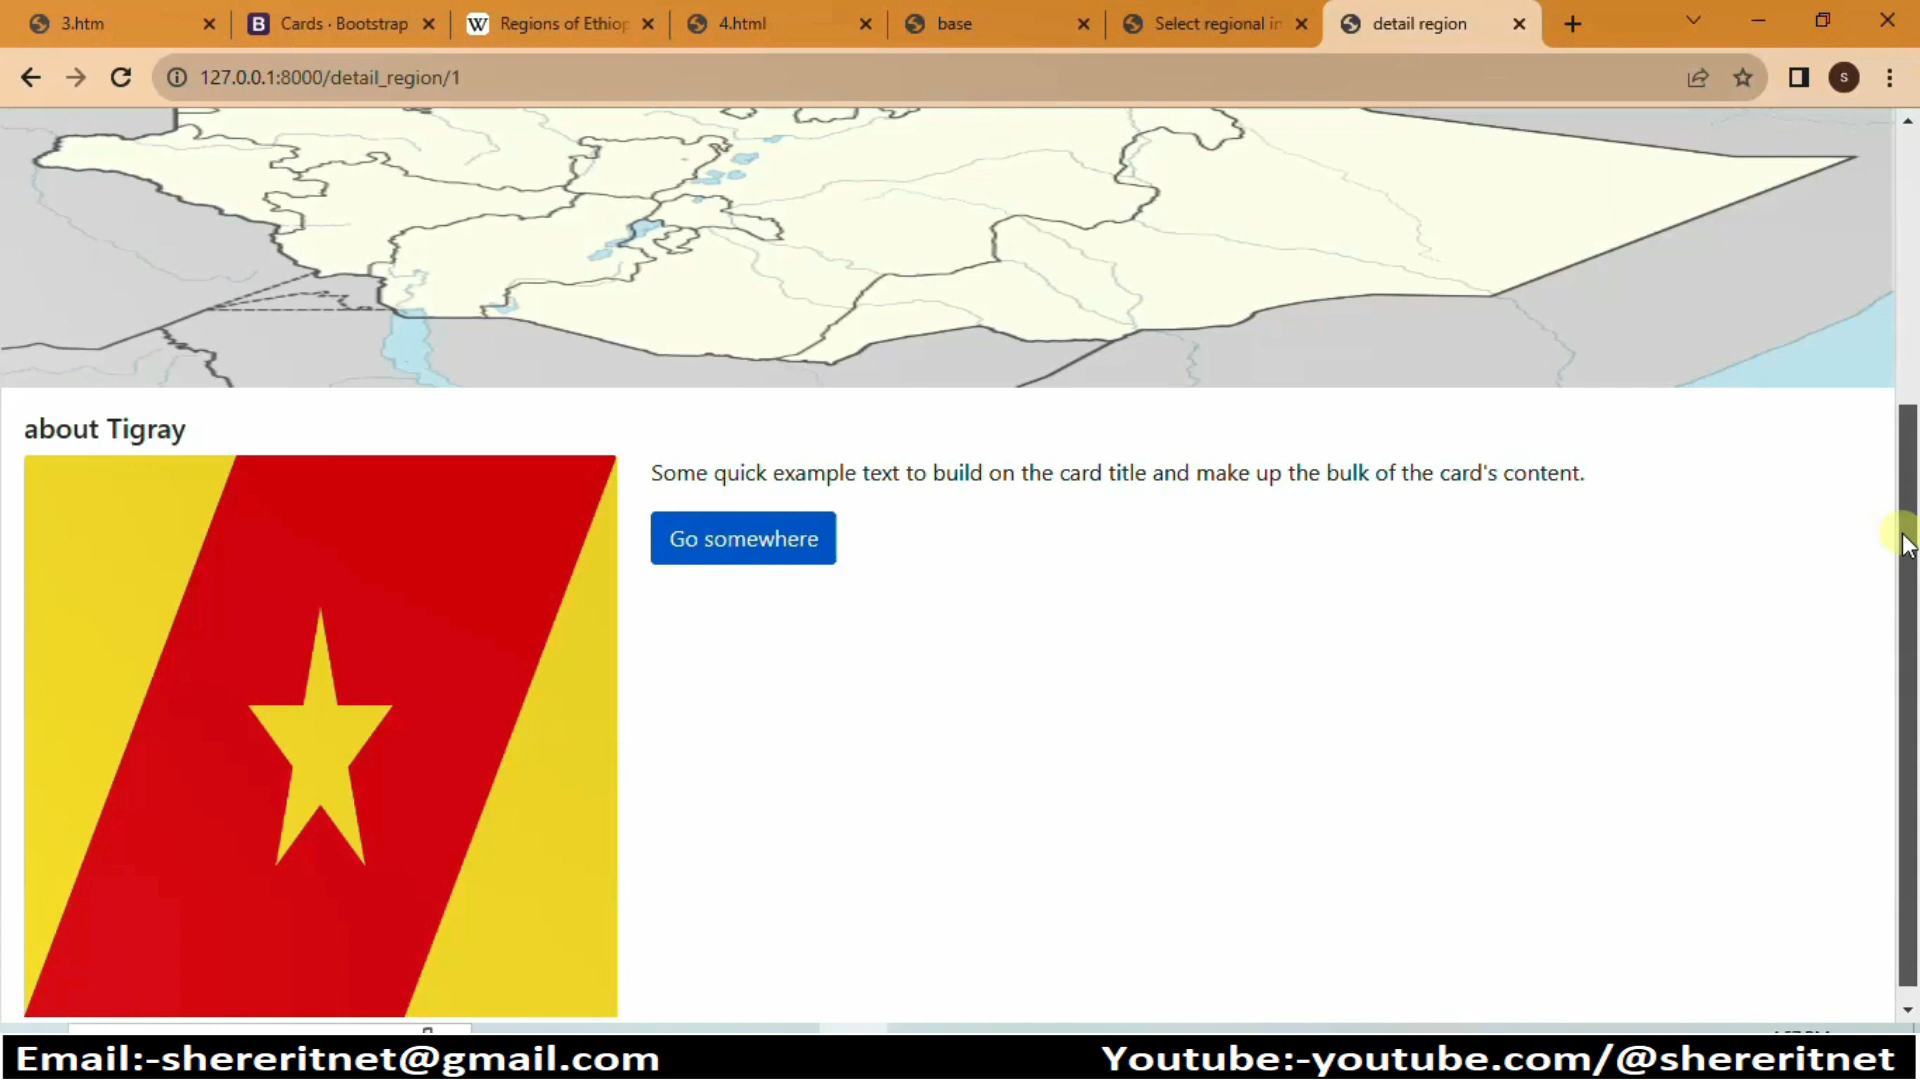 3.htm
Cards · Bootstrap
Regions of Ethiop
4.html
base
Select regional in
detail region
127.0.0.1:8000/detail_region/1
S
about Tigray
Some quick example text to build on the card title and make up the bulk of the card's content.
Go somewhere
Email:-shereritnet@gmail.com
Youtube:-youtube.com/@shereritnet